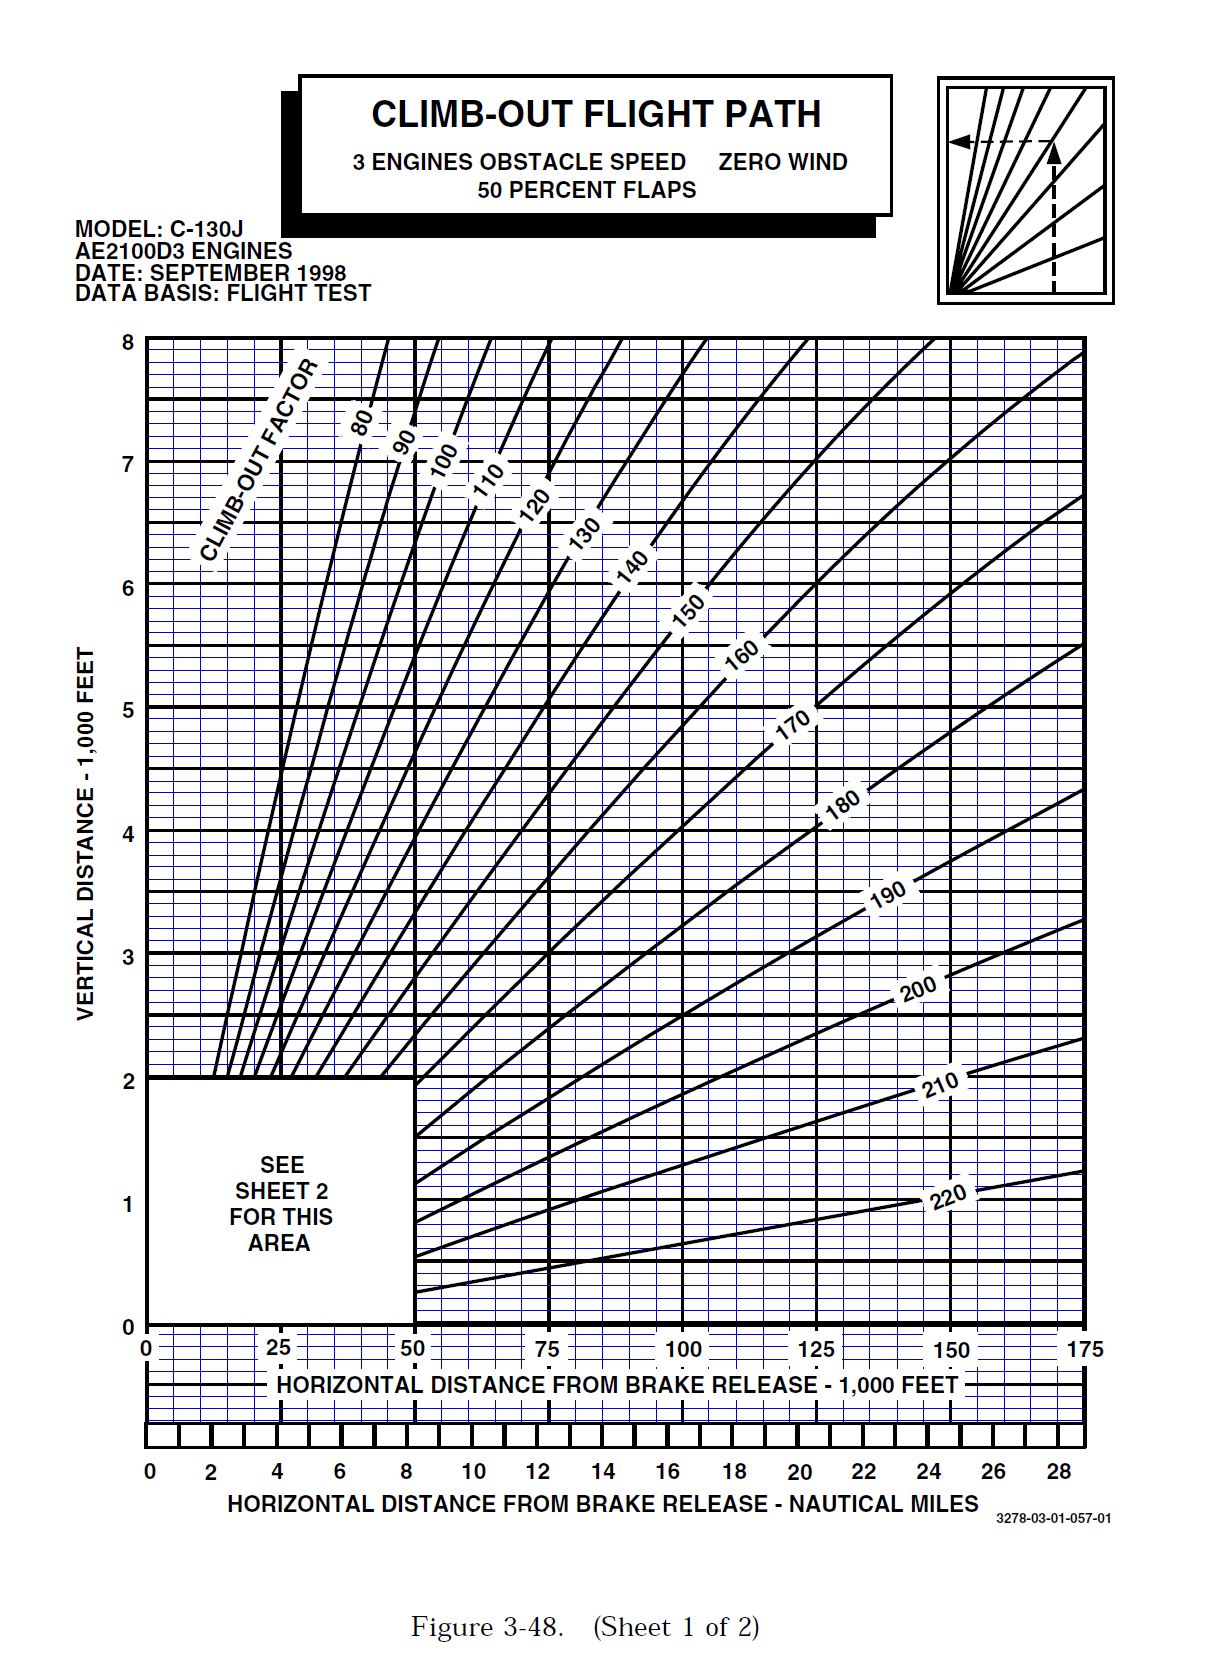 CLIMB-OUT FLIGHT PATH
3 ENGINES OBSTACLE SPEED ZERO WIND
50 PERCENT FLAPS
MODEL: C-130J
AE2100D3 ENGINES
DATE: SEPTEMBER 1998
DATA BASIS: FLIGHT TEST
VERTICAL DISTANCE - 1,000 FEET
8
7
6
5
4
3
2
1
0
CLIMB-OUT FACTOR
80
90
100
110
120
130
140
150
160
170
180
190
200
210
220
SEE
SHEET 2
FOR THIS
AREA
0 25 50 75 100 125 150 175
HORIZONTAL DISTANCE FROM BRAKE RELEASE - 1,000 FEET
0 2 4 6 8 10 12 14 16 18 20 22 24 26 28
HORIZONTAL DISTANCE FROM BRAKE RELEASE - NAUTICAL MILES
3278-03-01-057-01
Figure 3-48. (Sheet 1 of 2)